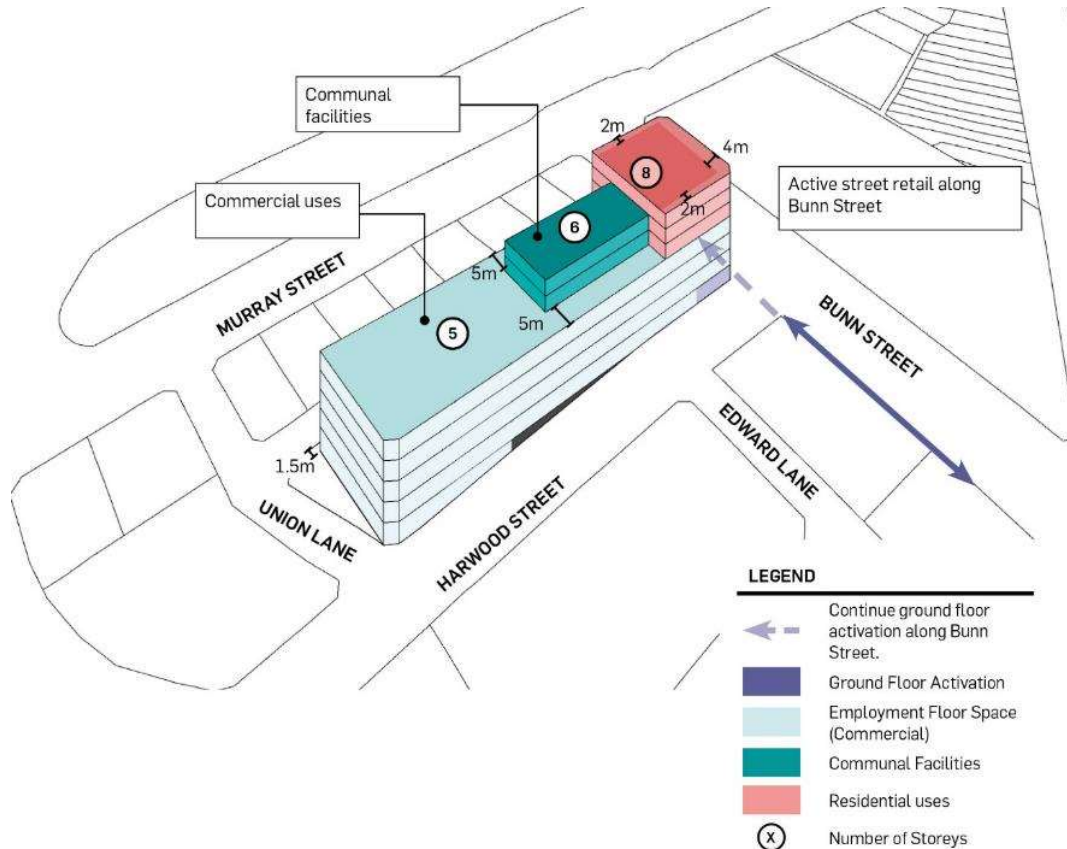 Communal
facilities
Commercial uses
2m
4m
8
2m
Active street retail along
Bunn Street
6
5m
5m
5
MURRAY STREET
BUNN STREET
EDWARD LANE
1.5m
UNION LANE
HARWOOD STREET
LEGEND
Continue ground floor
activation along Bunn
Street.
Ground Floor Activation
Employment Floor Space
(Commercial)
Communal Facilities
Residential uses
X
Number of Storeys